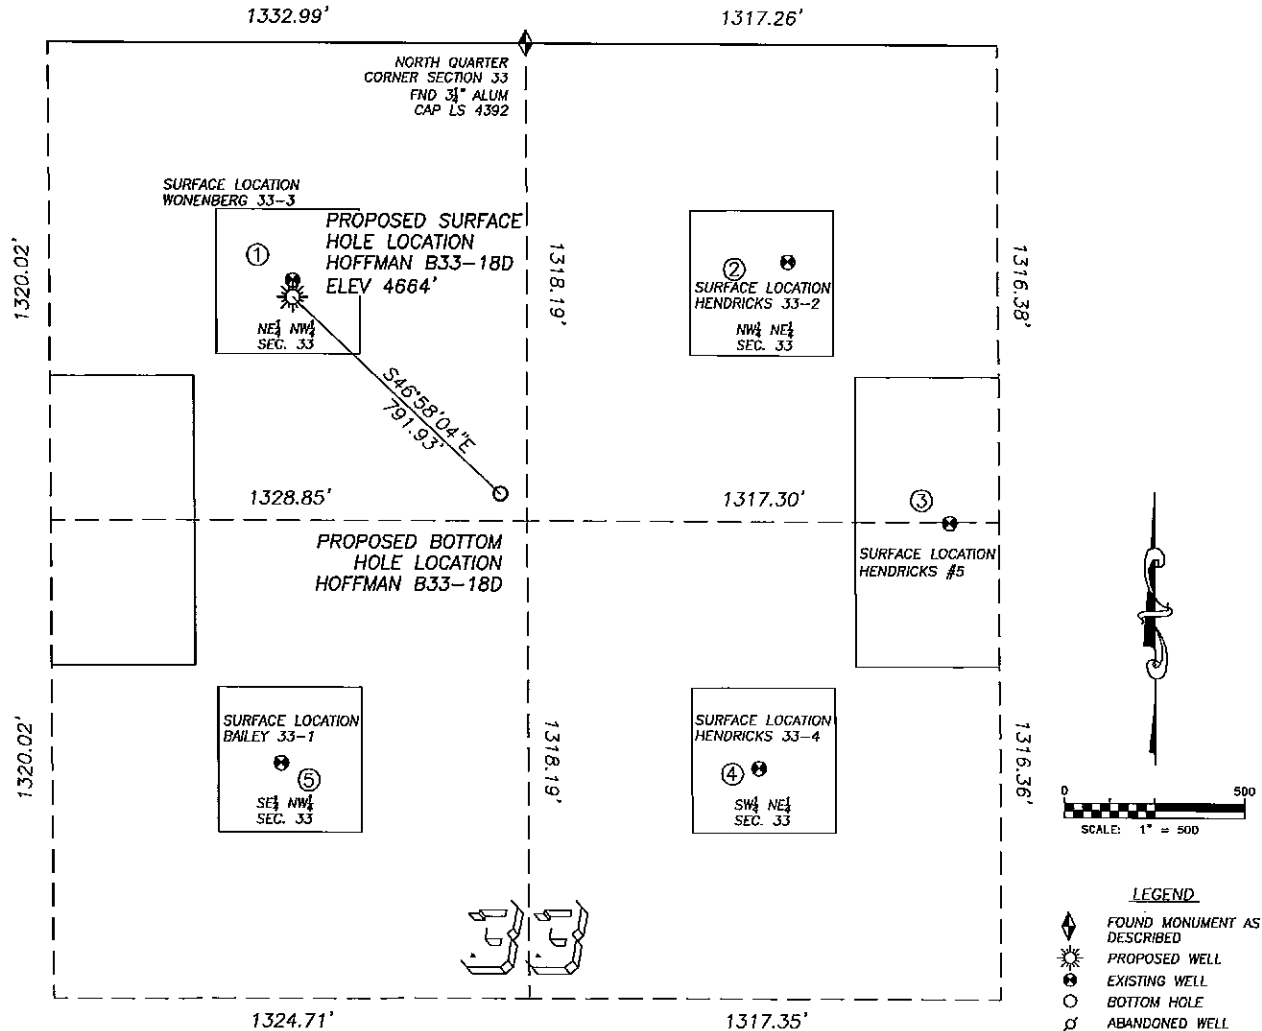 1332.99'
1317.26'
NORTH QUARTER
CORNER SECTION 33
FND 3¼" ALUM
CAP LS 4392
SURFACE LOCATION
WONENBERG 33-3
PROPOSED SURFACE
HOLE LOCATION
HOFFMAN B33-18D
ELEV 4664'
1
NE¼ NW¼
SEC. 33
1320.02'
1318.19'
2
SURFACE LOCATION
HENDRICKS 33-2
NW¼ NE¼
SEC. 33
1316.38'
S46°58'04"E
791.93'
1328.85'
1317.30'
3
SURFACE LOCATION
HENDRICKS #5
PROPOSED BOTTOM
HOLE LOCATION
HOFFMAN B33-18D
1320.02'
SURFACE LOCATION
BAILEY 33-1
5
SE¼ NW¼
SEC. 33
1318.19'
SURFACE LOCATION
HENDRICKS 33-4
4
SW¼ NE¼
SEC. 33
1316.36'
33
1324.71'
1317.35'
0 500
SCALE: 1" = 500
LEGEND
FOUND MONUMENT AS
DESCRIBED
PROPOSED WELL
EXISTING WELL
BOTTOM HOLE
ABANDONED WELL